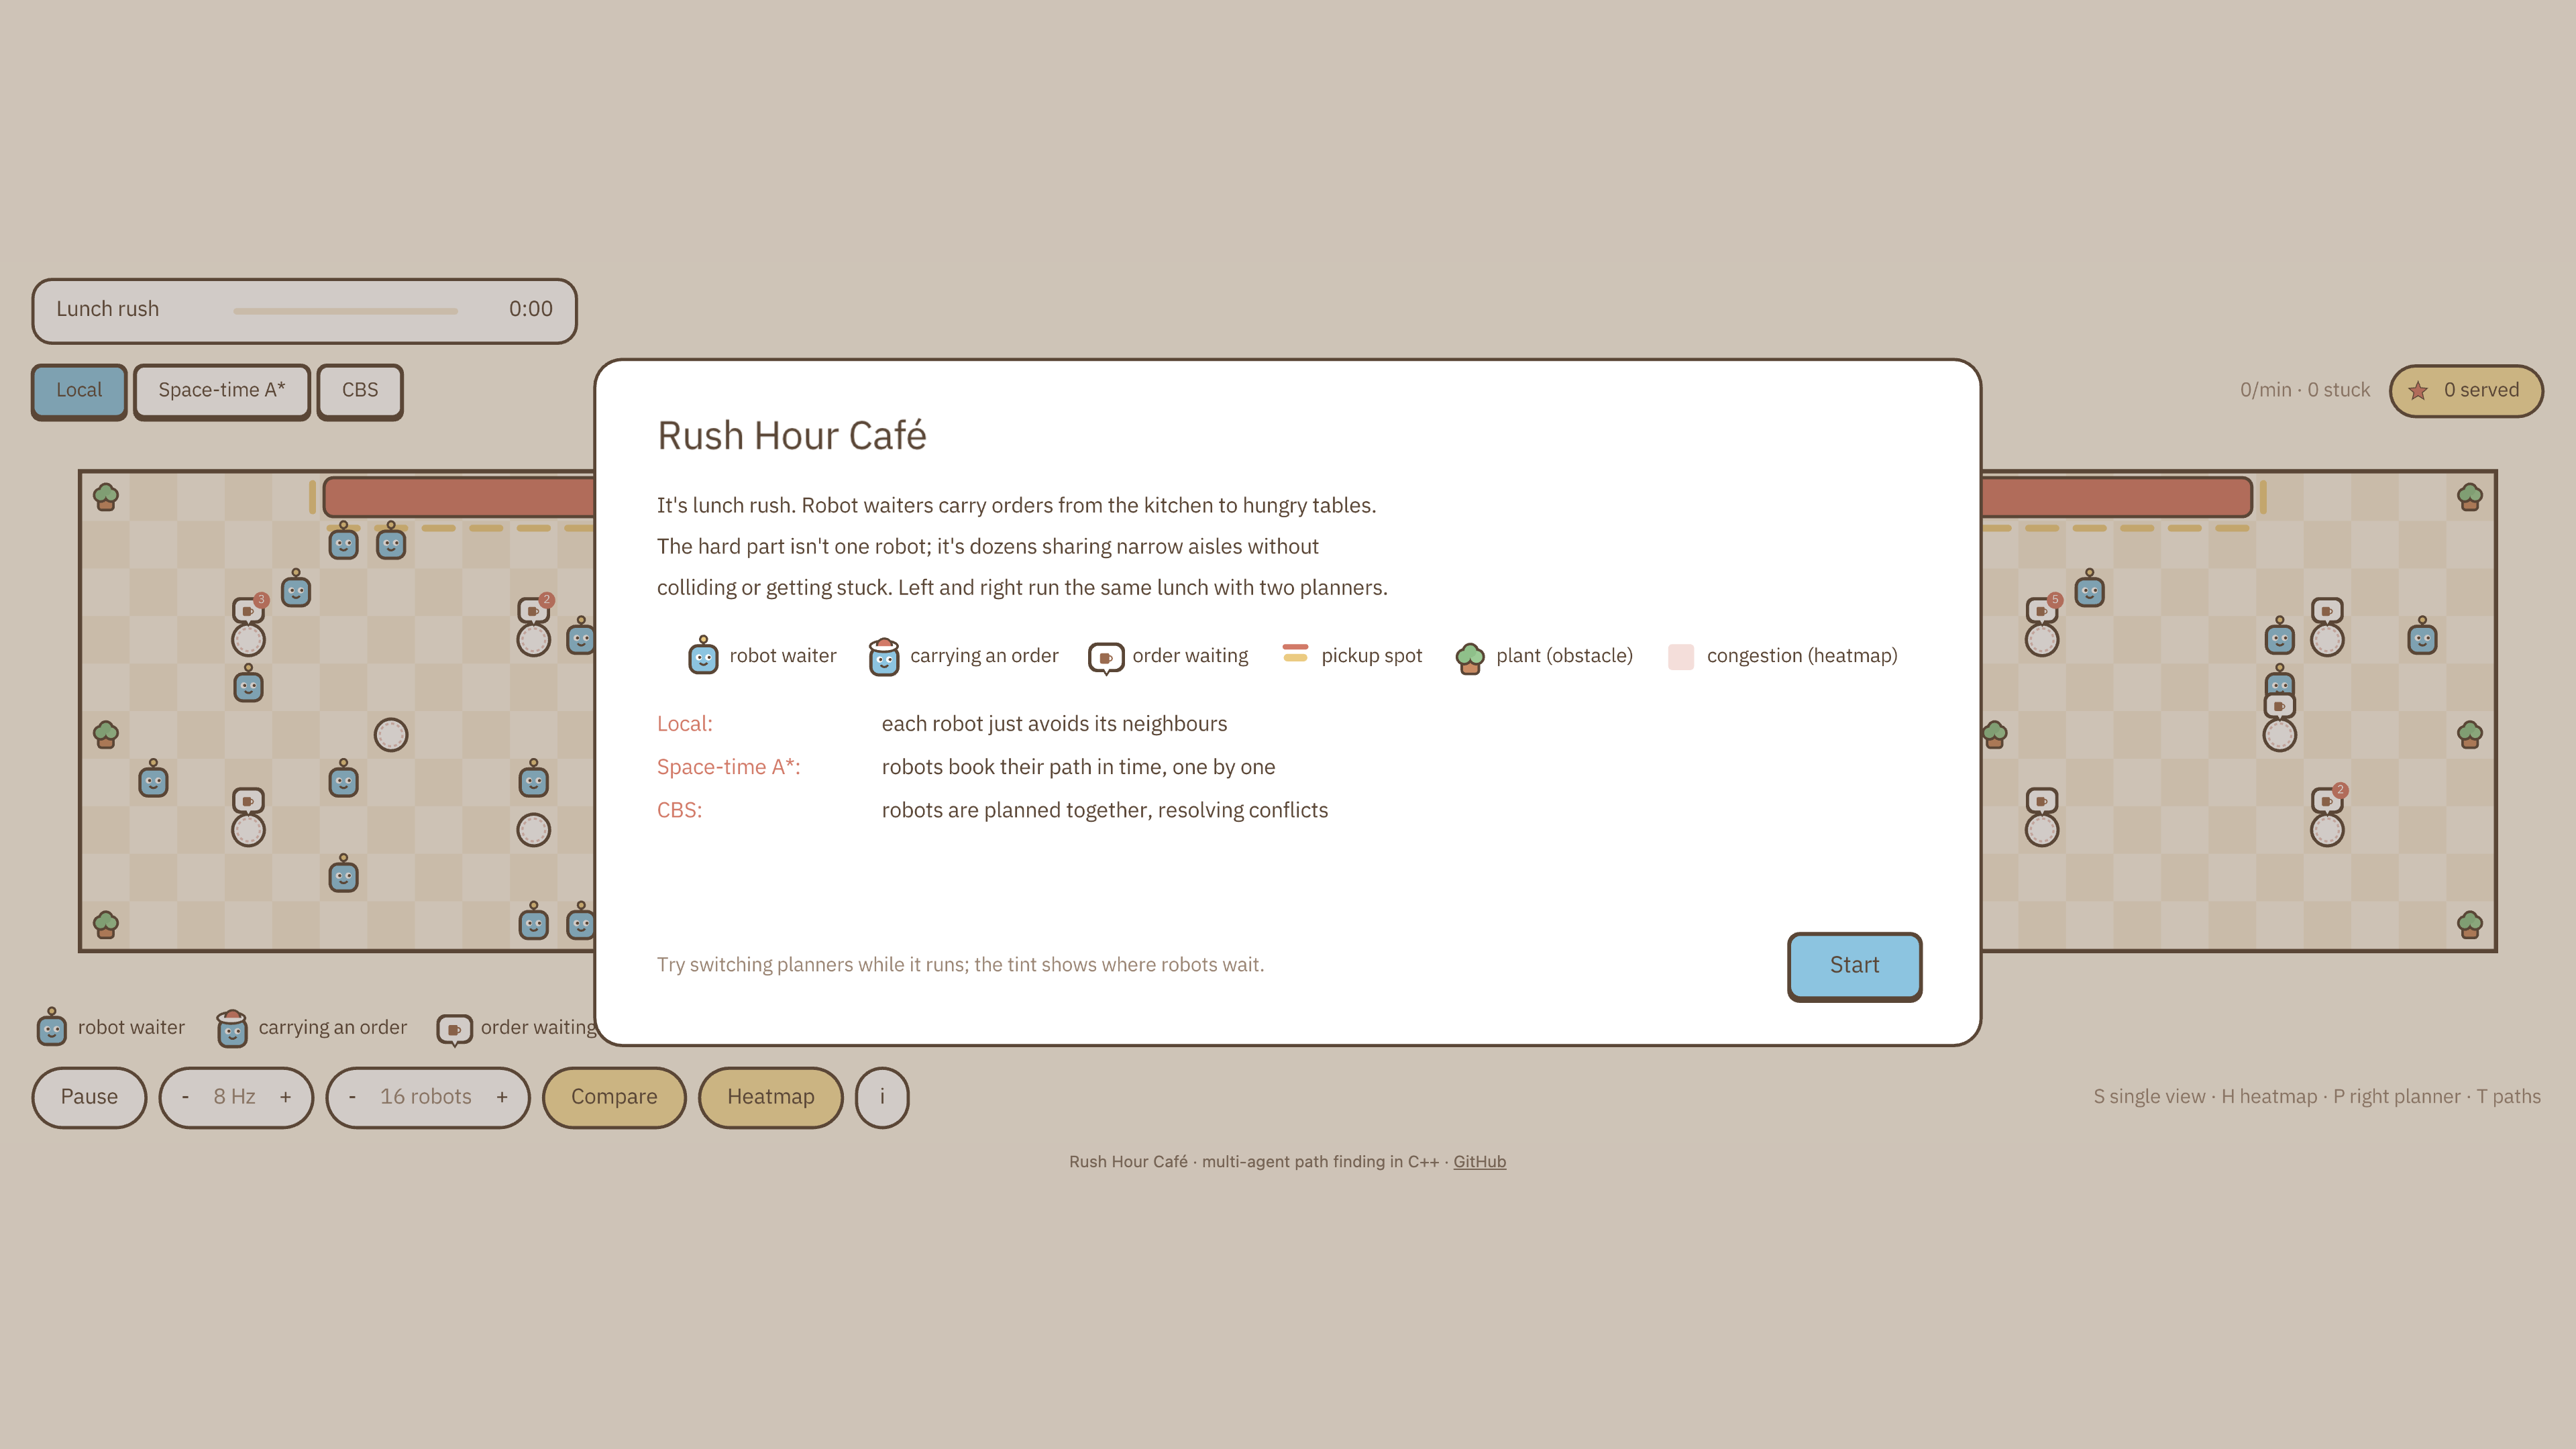 Lunch rush 0:00
Local Space-time A* CBS
0/min · 0 stuck 0 served
Rush Hour Café
It's lunch rush. Robot waiters carry orders from the kitchen to hungry tables.
The hard part isn't one robot; it's dozens sharing narrow aisles without
colliding or getting stuck. Left and right run the same lunch with two planners.
3
2
5
robot waiter carrying an order order waiting pickup spot plant (obstacle) congestion (heatmap)
Local: each robot just avoids its neighbours
Space-time A*: robots book their path in time, one by one
CBS: robots are planned together, resolving conflicts
2
Try switching planners while it runs; the tint shows where robots wait.
Start
robot waiter carrying an order order waiting
Pause - 8 Hz + - 16 robots + Compare Heatmap i
S single view · H heatmap · P right planner · T paths
Rush Hour Café · multi-agent path finding in C++ · GitHub